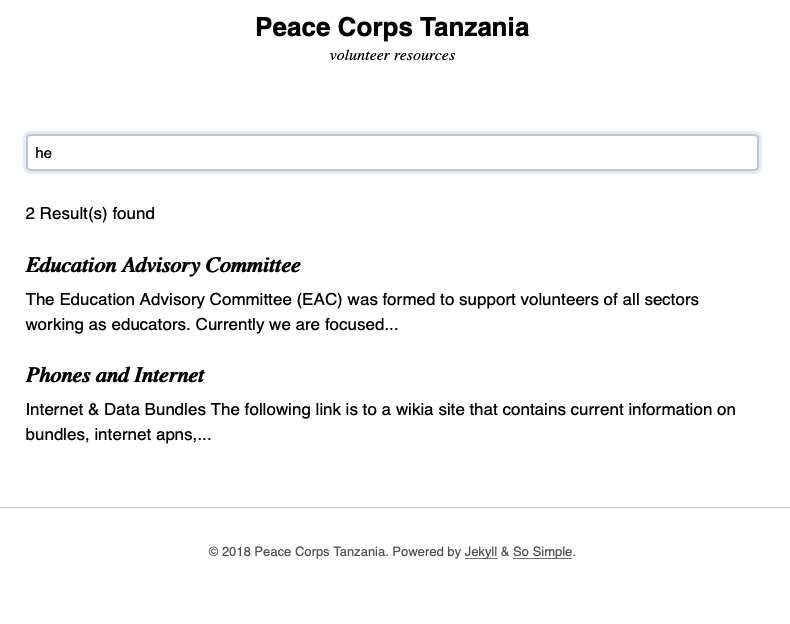 Peace Corps Tanzania
volunteer resources
he
2 Result(s) found
Education Advisory Committee
The Education Advisory Committee (EAC) was formed to support volunteers of all sectors
working as educators. Currently we are focused...
Phones and Internet
Internet & Data Bundles The following link is to a wikia site that contains current information on
bundles, internet apns,...
© 2018 Peace Corps Tanzania. Powered by Jekyll & So Simple.